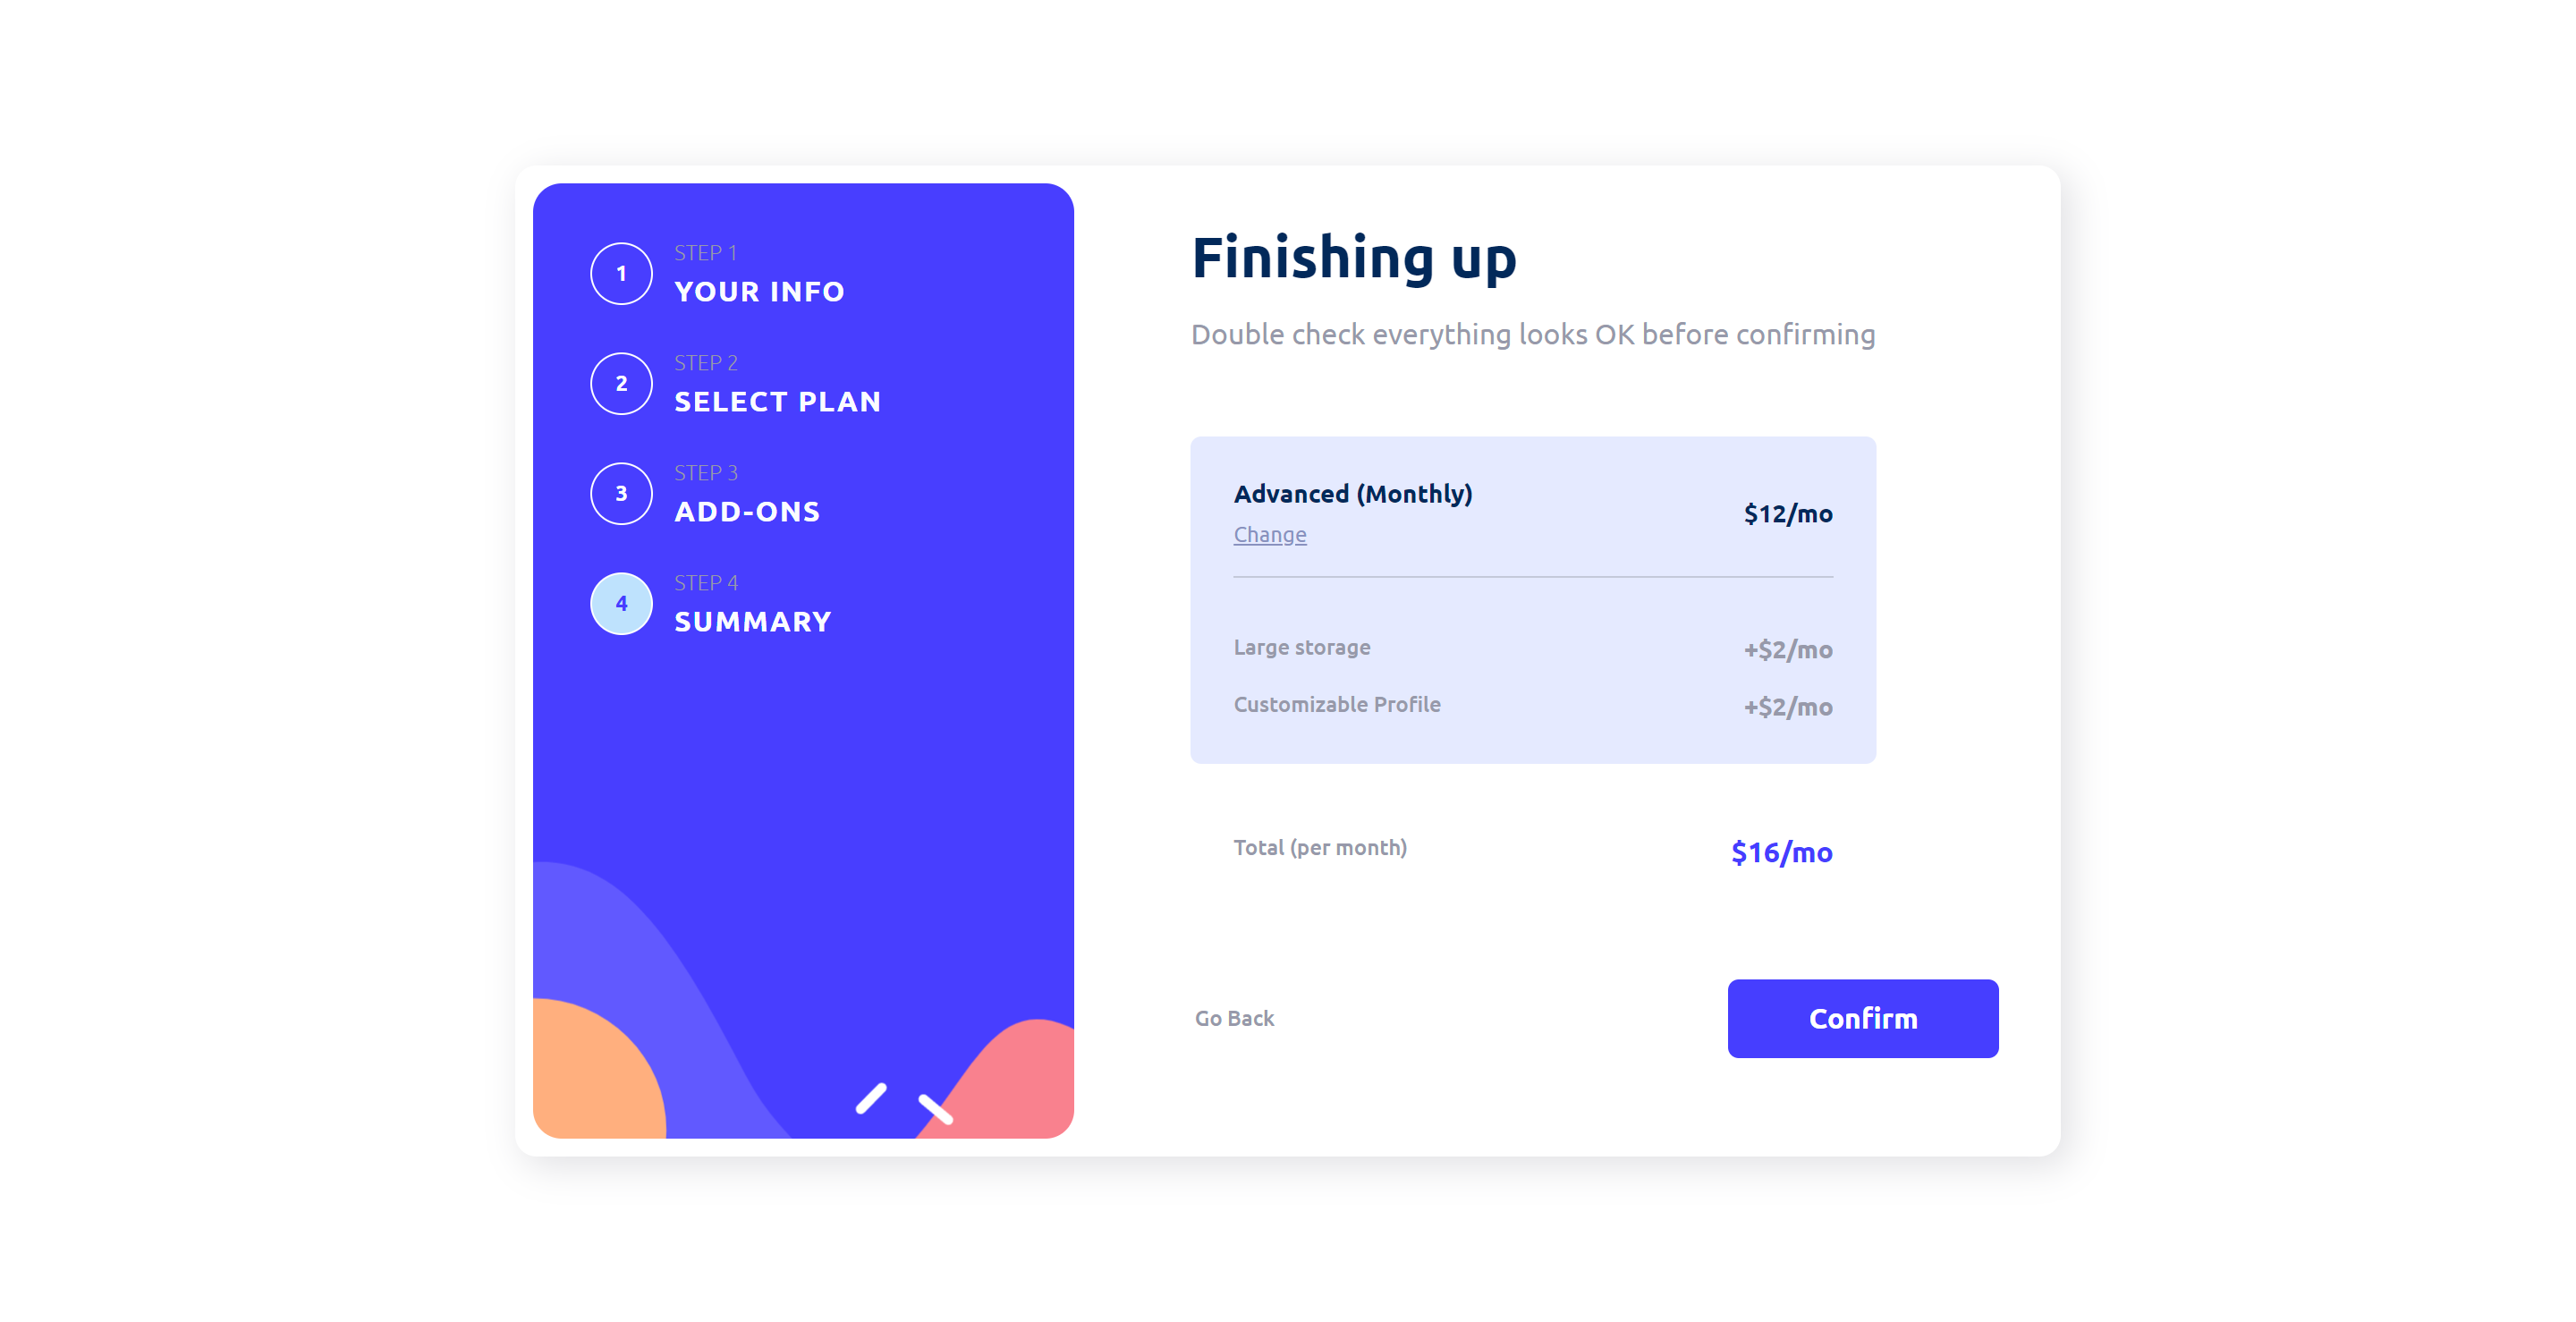 1
STEP 1
YOUR INFO
2
STEP 2
SELECT PLAN
3
STEP 3
ADD-ONS
4
STEP 4
SUMMARY
Finishing up
Double check everything looks OK before confirming
Advanced (Monthly)
Change
$12/mo
Large storage +$2/mo
Customizable Profile +$2/mo
Total (per month) $16/mo
Go Back
Confirm